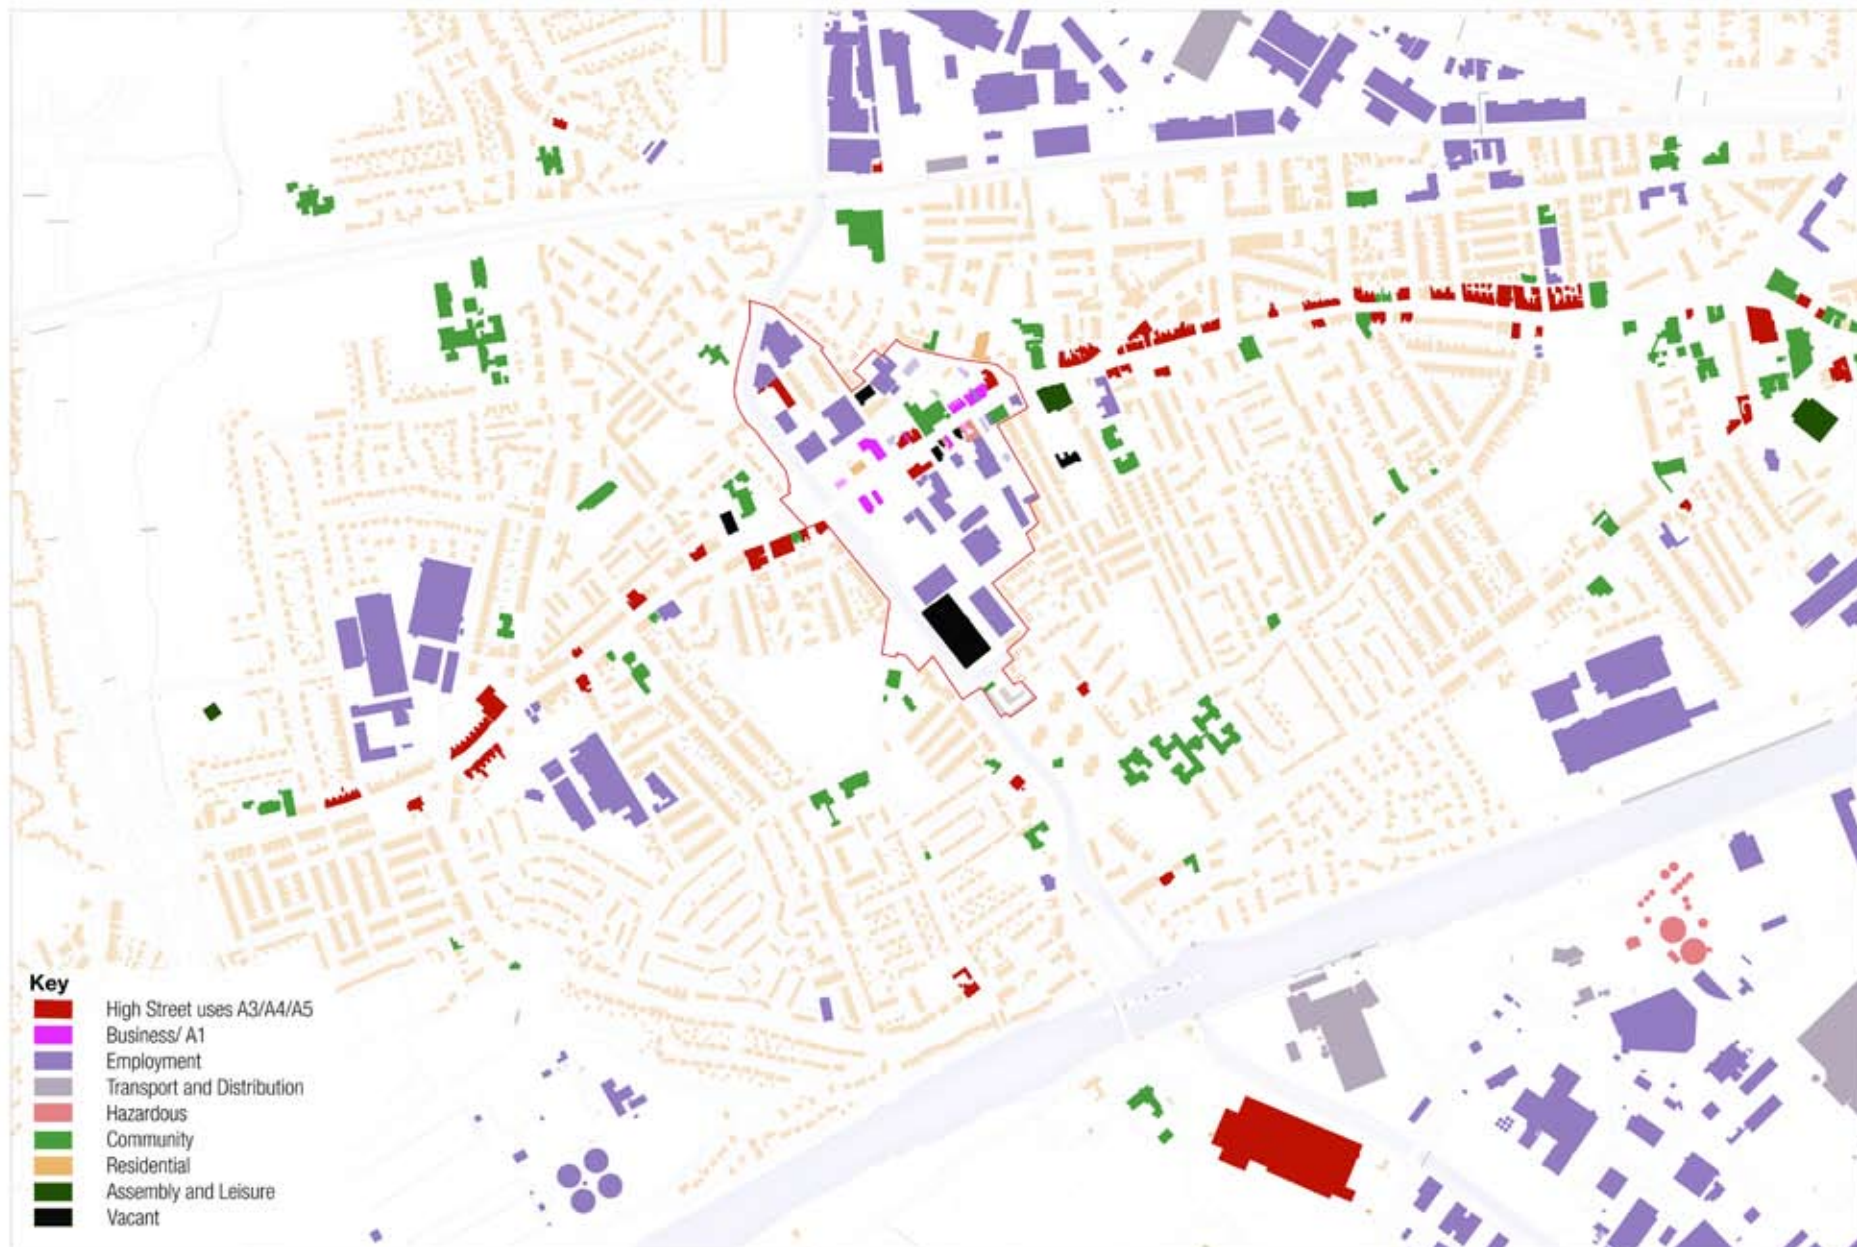 Key
High Street uses A3/A4/A5
Business/ A1
Employment
Transport and Distribution
Hazardous
Community
Residential
Assembly and Leisure
Vacant